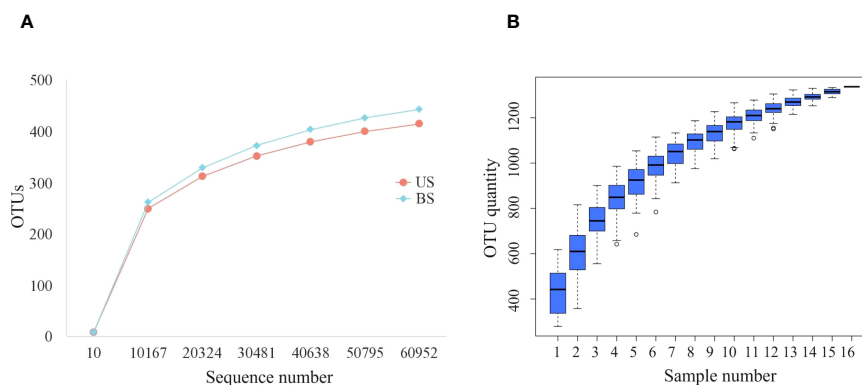 A
OTUs
500
400
300
200
100
0
US
BS
10 10167 20324 30481 40638 50795 60952
Sequence number
B
OTU quantity
1200
1000
800
600
400
1 2 3 4 5 6 7 8 9 10 11 12 13 14 15 16
Sample number